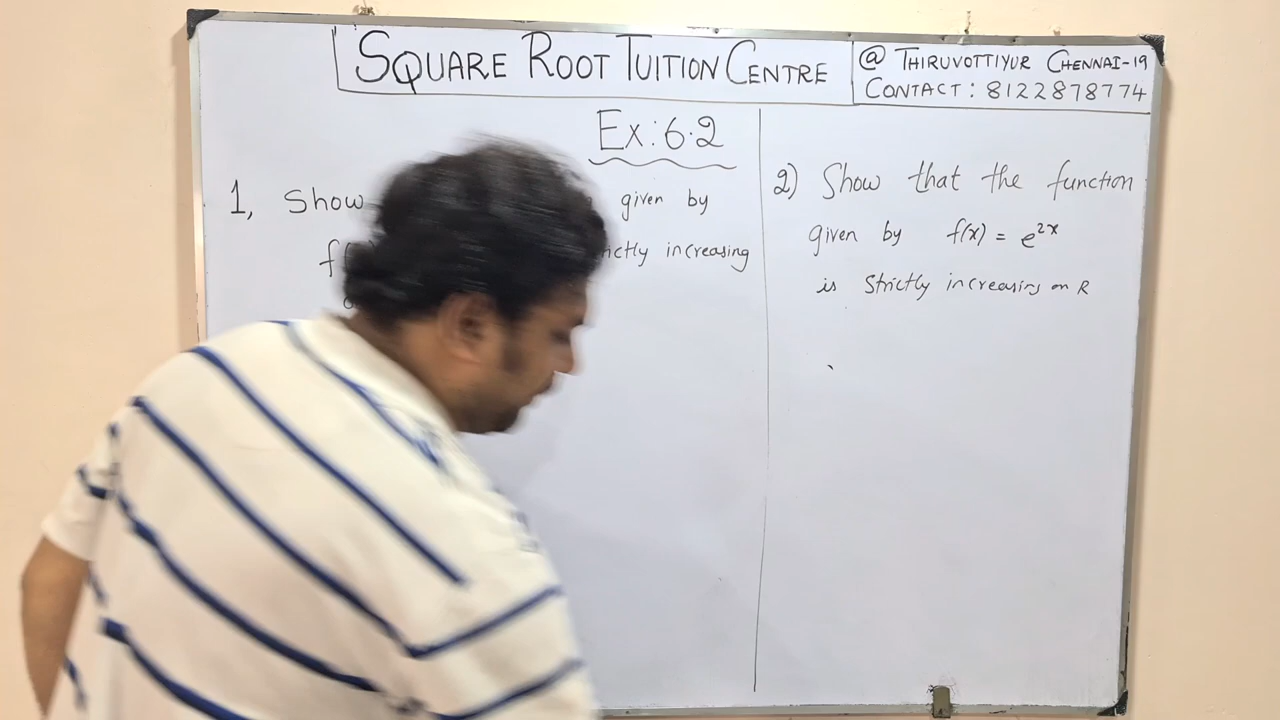 SQUARE ROOT TUITION CENTRE
@ THIRUVOTTIYUR CHENNAI-19
CONTACT : 8122878774
Ex: 6.2
1, Show given by
increasing
2) Show that the function
given by f(x) = e^2x
is strictly increasing on R